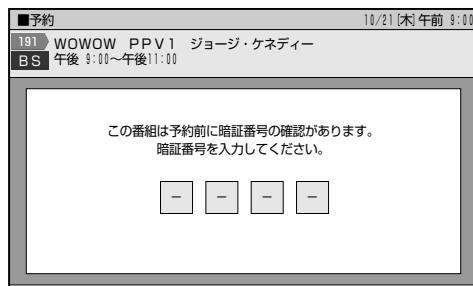 ■予約 10/21[木]午前 9:00
191 WOWOW PPV1 ジョージ・ケネディー
BS 午後 9:00～午後11:00
この番組は予約前に暗証番号の確認があります。
暗証番号を入力してください。
－ － － －